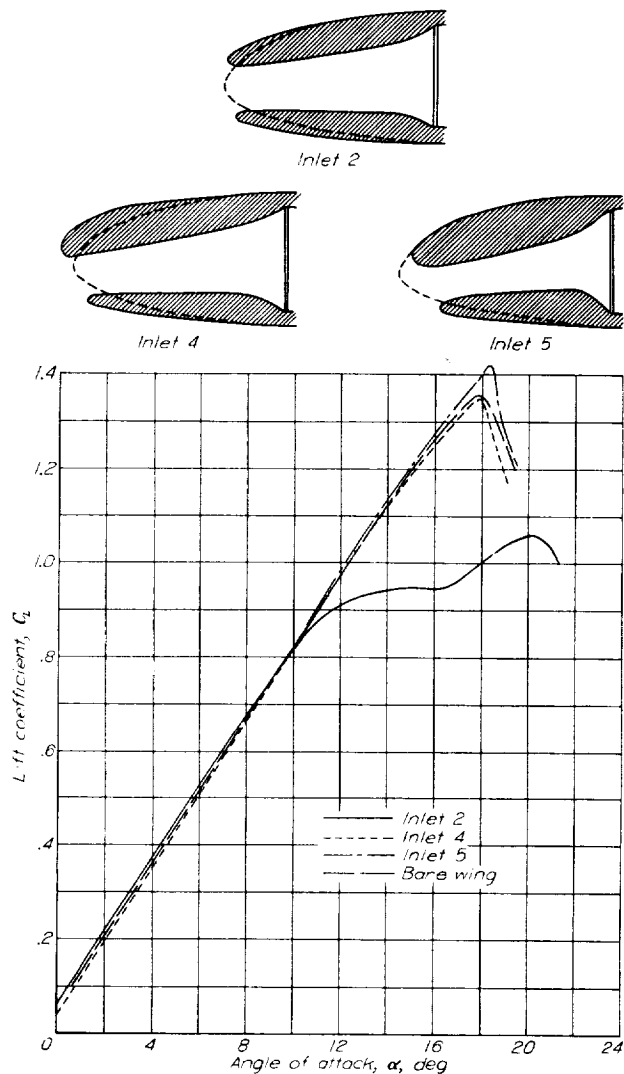 Inlet 2
Inlet 4
Inlet 5
1.4
1.2
1.0
.8
.6
.4
.2
0
4
8
12
16
20
24
Lift coefficient, C_L
Angle of attack, α, deg
Inlet 2
Inlet 4
Inlet 5
Bare wing